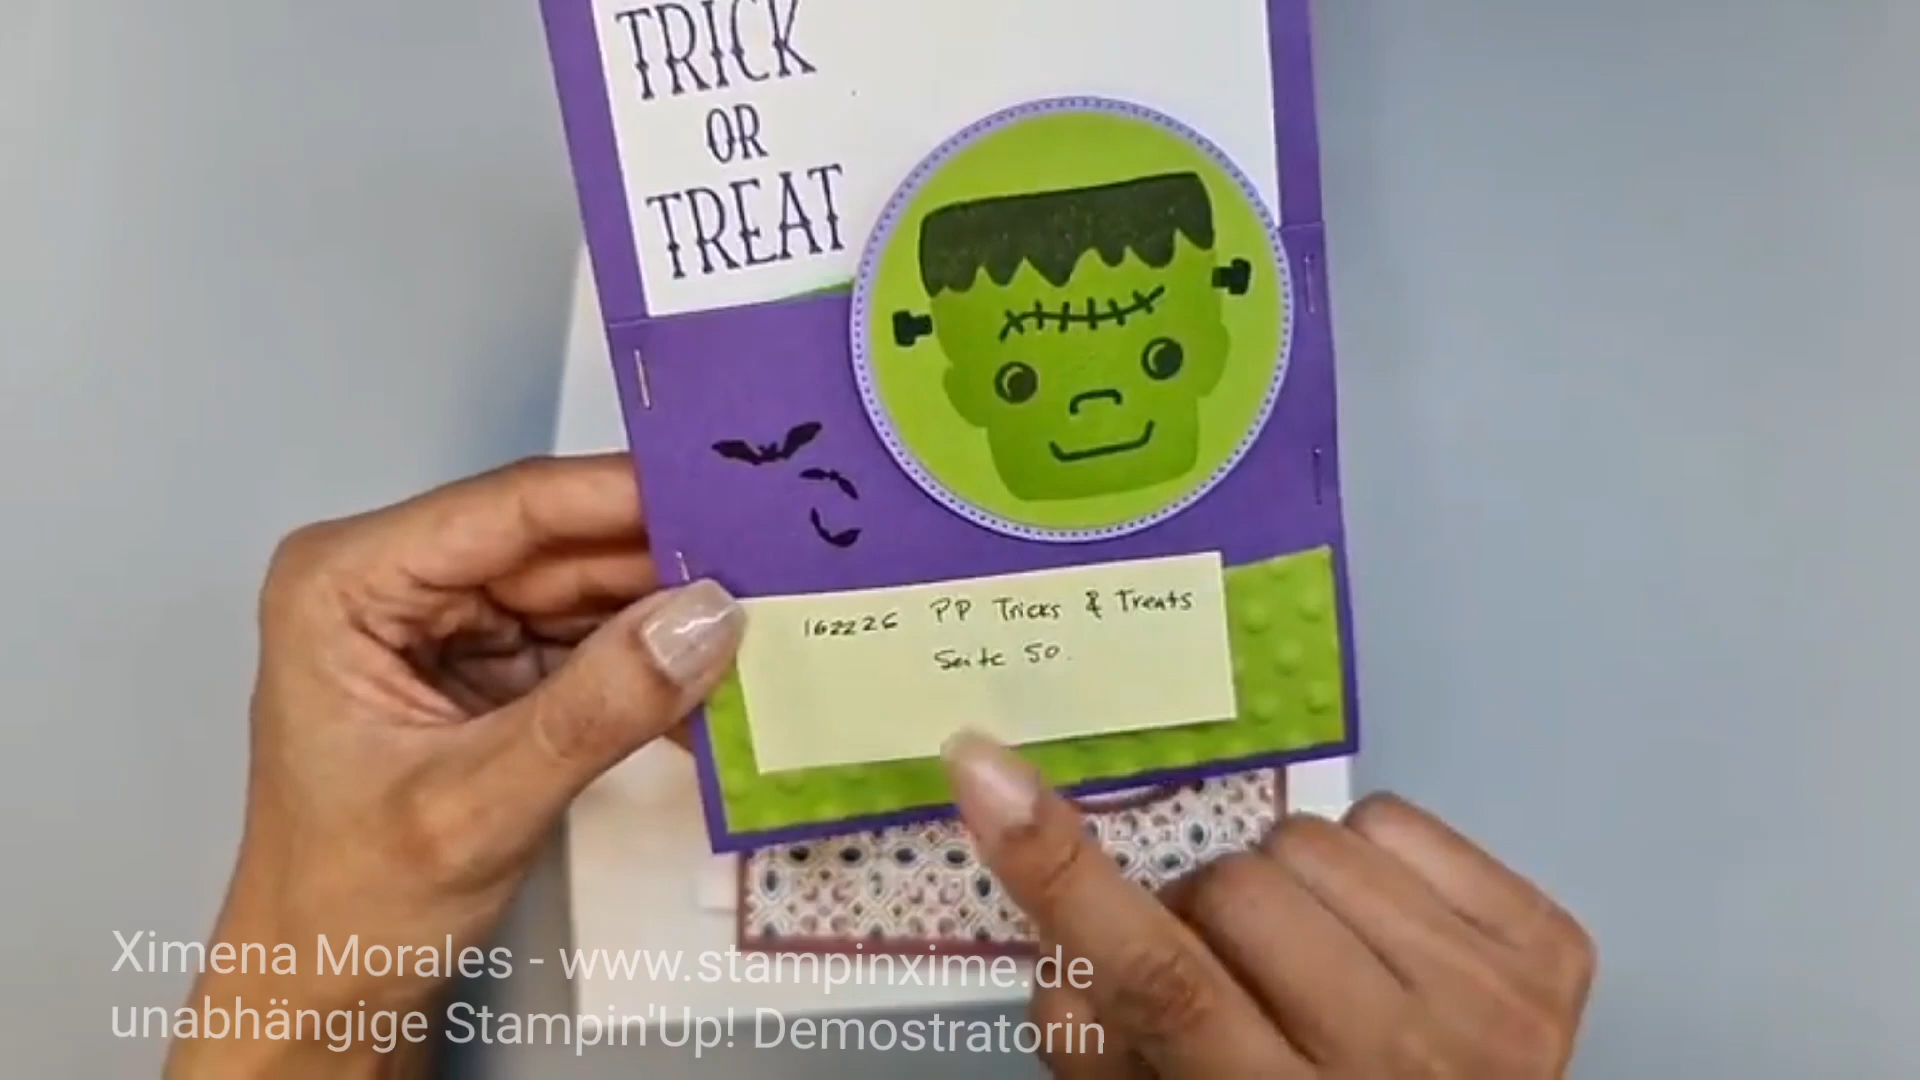 TRICK
OR
TREAT
162226 PP Tricks & Treats
Seite 50.
Ximena Morales - www.stampinxime.de
unabhängige Stampin'Up! Demostratorin